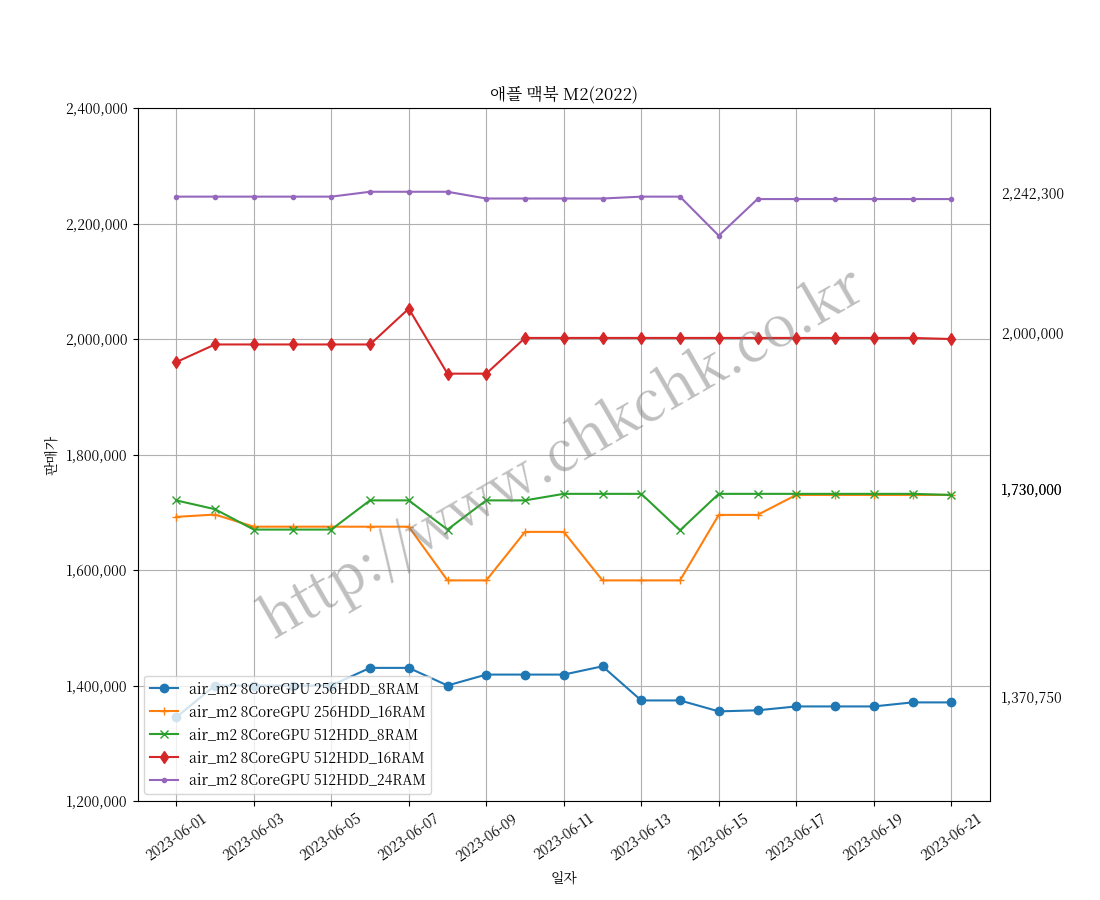 애플 맥북 M2(2022)
2,400,000
2,200,000
2,000,000
1,800,000
1,600,000
1,400,000
1,200,000
판매가
2,242,300
2,000,000
1,730,000
1,370,750
http://www.chkchk.co.kr
air_m2 8CoreGPU 256HDD_8RAM
air_m2 8CoreGPU 256HDD_16RAM
air_m2 8CoreGPU 512HDD_8RAM
air_m2 8CoreGPU 512HDD_16RAM
air_m2 8CoreGPU 512HDD_24RAM
2023-06-01
2023-06-03
2023-06-05
2023-06-07
2023-06-09
2023-06-11
2023-06-13
2023-06-15
2023-06-17
2023-06-19
2023-06-21
일자